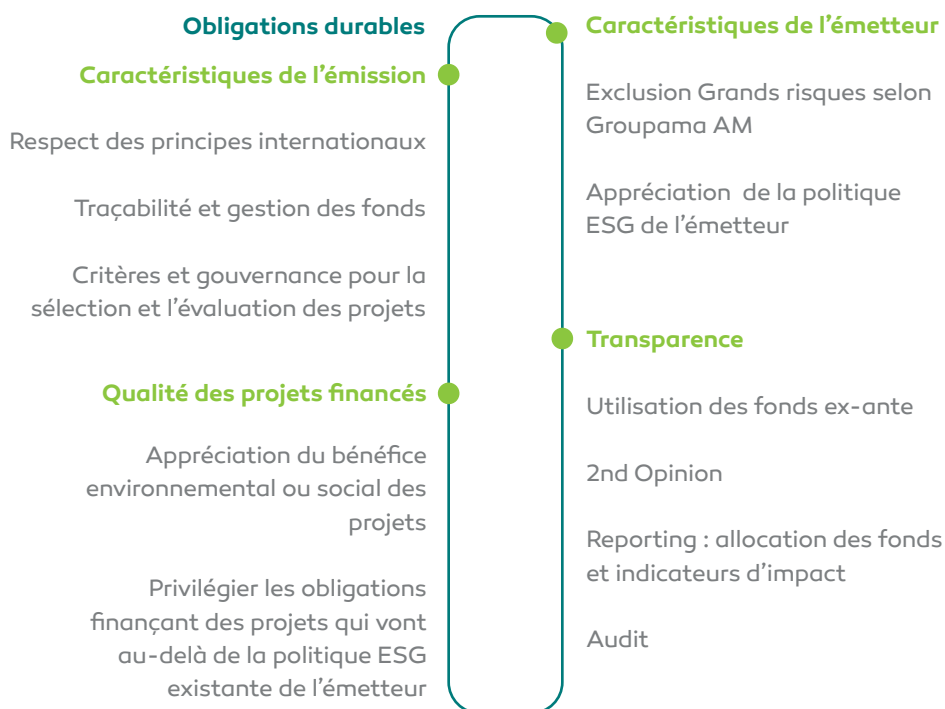 Obligations durables
Caractéristiques de l'émission
Respect des principes internationaux
Traçabilité et gestion des fonds
Critères et gouvernance pour la
sélection et l'évaluation des projets
Qualité des projets financés
Appréciation du bénéfice
environnemental ou social des
projets
Privilégier les obligations
finançant des projets qui vont
au-delà de la politique ESG
existante de l'émetteur
Caractéristiques de l'émetteur
Exclusion Grands risques selon
Groupama AM
Appréciation de la politique
ESG de l'émetteur
Transparence
Utilisation des fonds ex-ante
2nd Opinion
Reporting : allocation des fonds
et indicateurs d'impact
Audit